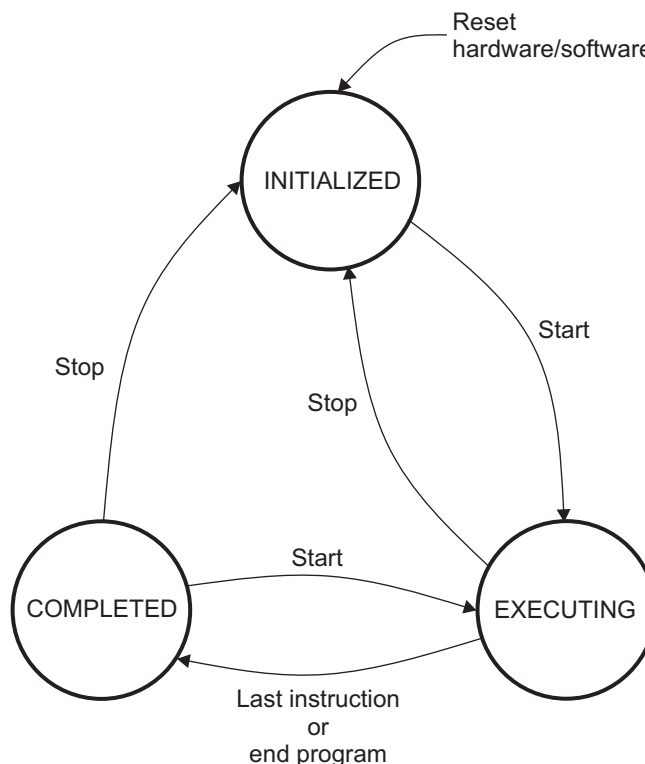 Reset
hardware/software
INITIALIZED
Start
Stop
Stop
Start
COMPLETED
EXECUTING
Last instruction
or
end program